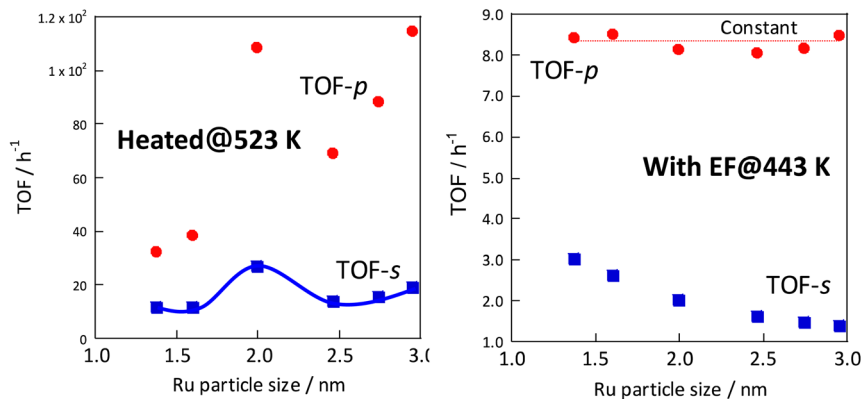 1.2 x 10²
1 x 10²
80
60
40
20
0
TOF / h⁻¹
TOF-p
Heated@523 K
TOF-s
1.0
1.5
2.0
2.5
3.0
Ru particle size / nm
9.0
8.0
7.0
6.0
5.0
4.0
3.0
2.0
1.0
TOF / h⁻¹
Constant
TOF-p
With EF@443 K
TOF-s
1.0
1.5
2.0
2.5
3.0
Ru particle size / nm